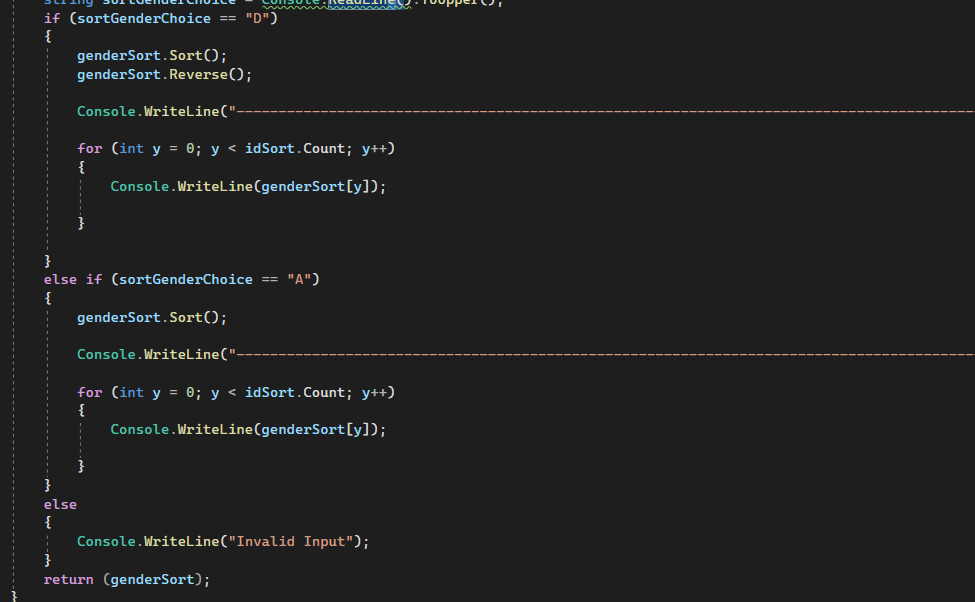 string sortGenderChoice = Console.ReadLine().ToUpper();
if (sortGenderChoice == "D")
{
genderSort.Sort();
genderSort.Reverse();
Console.WriteLine("----------------------------------------------------------------------------------------
for (int y = 0; y < idSort.Count; y++)
{
Console.WriteLine(genderSort[y]);
}
}
else if (sortGenderChoice == "A")
{
genderSort.Sort();
Console.WriteLine("----------------------------------------------------------------------------------------
for (int y = 0; y < idSort.Count; y++)
{
Console.WriteLine(genderSort[y]);
}
}
else
{
Console.WriteLine("Invalid Input");
}
return (genderSort);
}